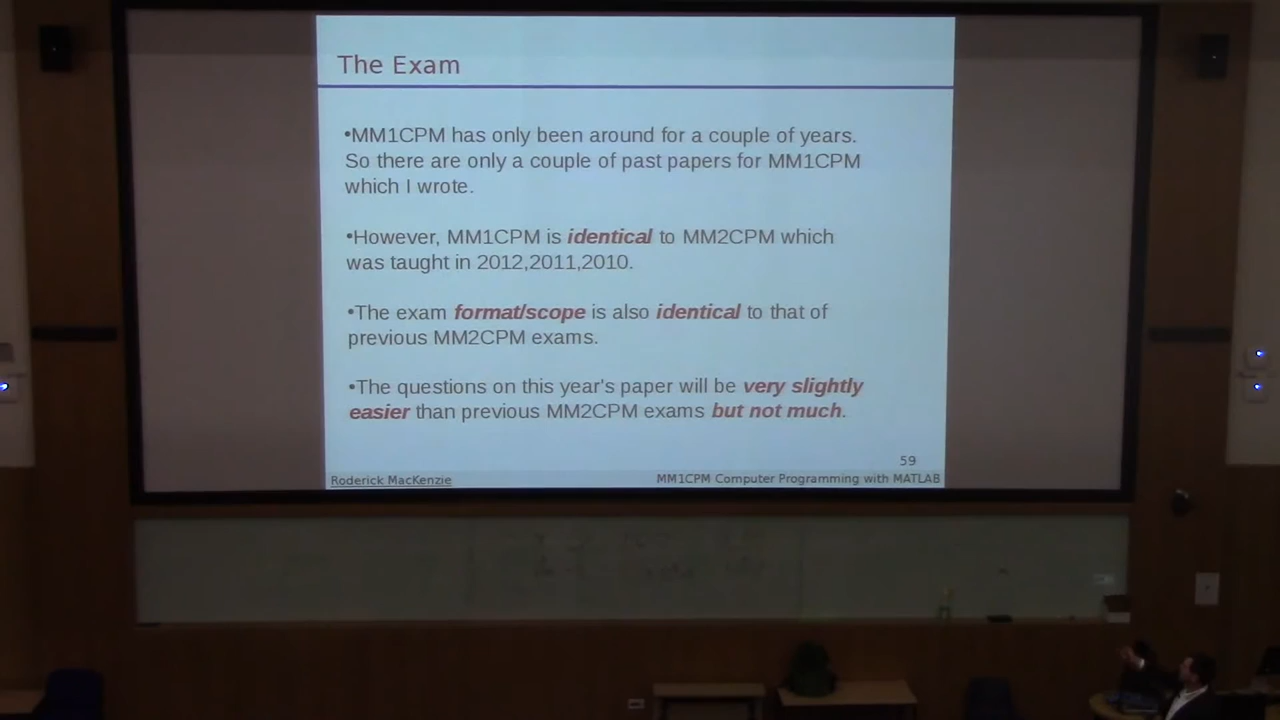 The Exam
•MM1CPM has only been around for a couple of years.
So there are only a couple of past papers for MM1CPM
which I wrote.
•However, MM1CPM is identical to MM2CPM which
was taught in 2012,2011,2010.
•The exam format/scope is also identical to that of
previous MM2CPM exams.
•The questions on this year's paper will be very slightly
easier than previous MM2CPM exams but not much.
59
Roderick MacKenzie
MM1CPM Computer Programming with MATLAB